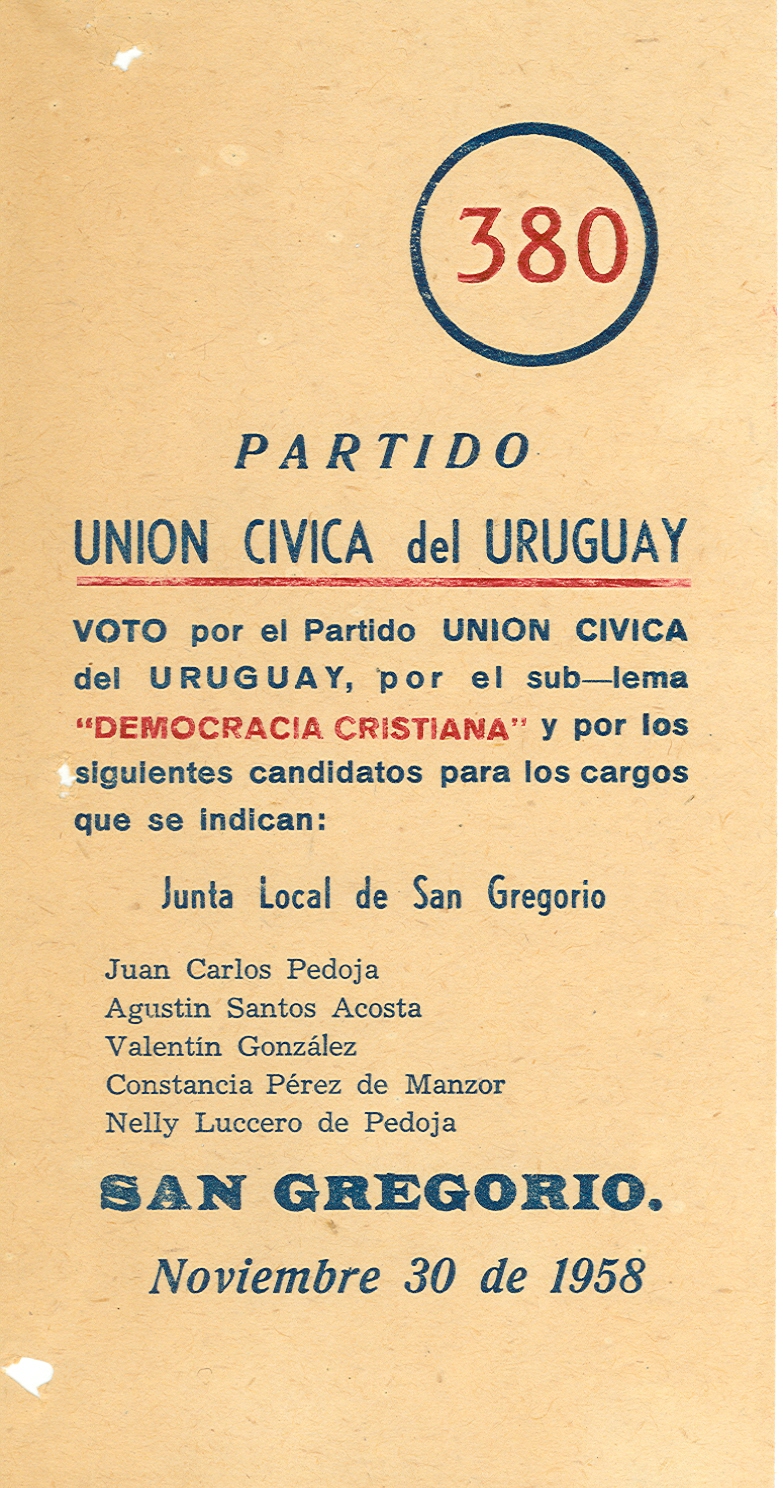 380
PARTIDO
UNION CIVICA del URUGUAY
VOTO por el Partido UNION CIVICA
del URUGUAY, por el sub—lema
“DEMOCRACIA CRISTIANA” y por los
siguientes candidatos para los cargos
que se indican:
Junta Local de San Gregorio
Juan Carlos Pedoja
Agustin Santos Acosta
Valentín González
Constancia Pérez de Manzor
Nelly Luccero de Pedoja
SAN GREGORIO.
Noviembre 30 de 1958